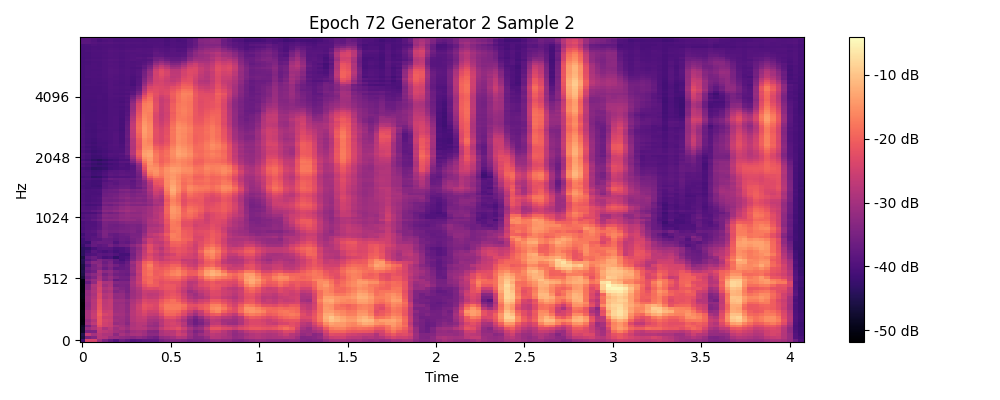 Epoch 72 Generator 2 Sample 2
Hz
4096
2048
1024
512
0
0 0.5 1 1.5 2 2.5 3 3.5 4
Time
-10 dB
-20 dB
-30 dB
-40 dB
-50 dB